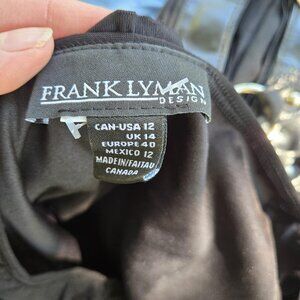 FRANK LYMAN
DESIGN
CAN-USA 12
UK 14
EUROPE 40
MEXICO 12
MADE IN/FAIT AU
CANADA